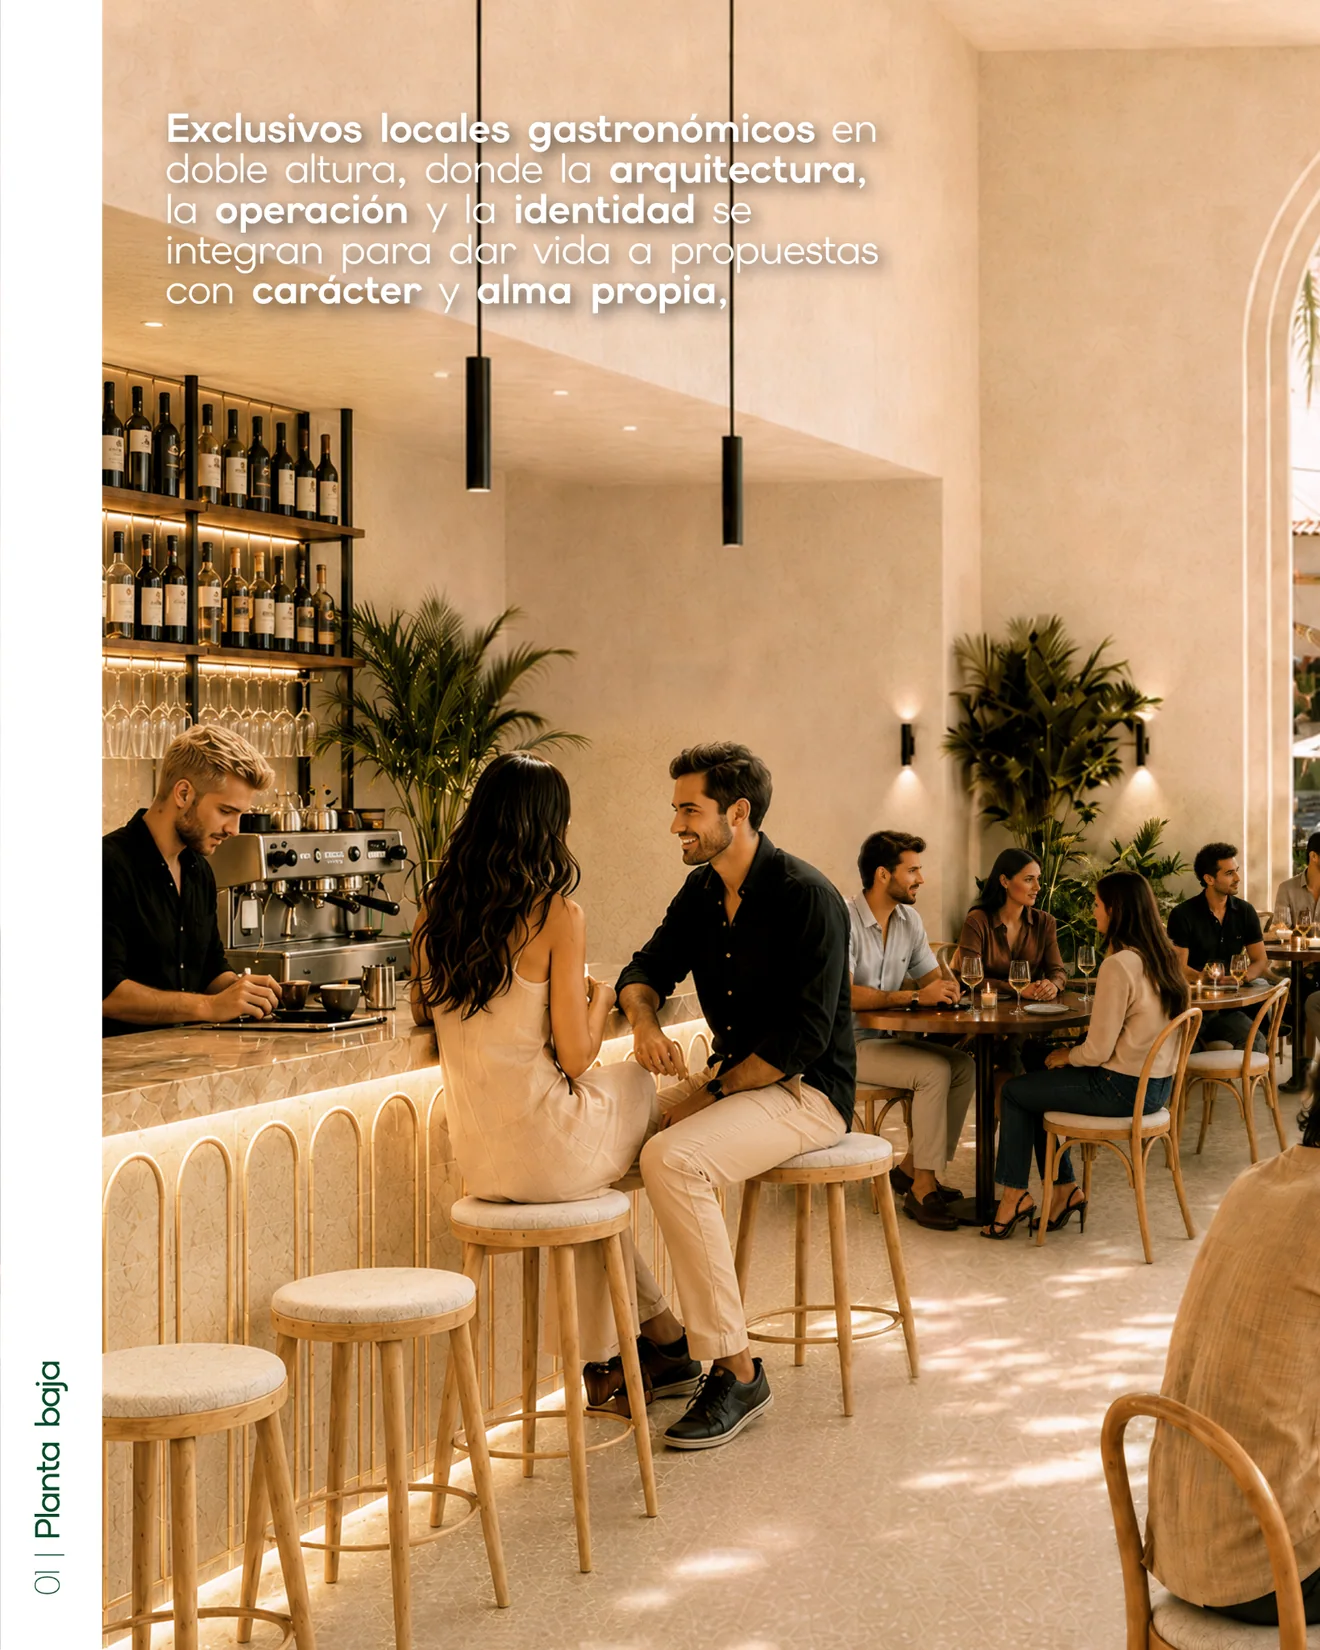 Exclusivos locales gastronómicos en
doble altura, donde la arquitectura,
la operación y la identidad se
integran para dar vida a propuestas
con carácter y alma propia,
01 | Planta baja